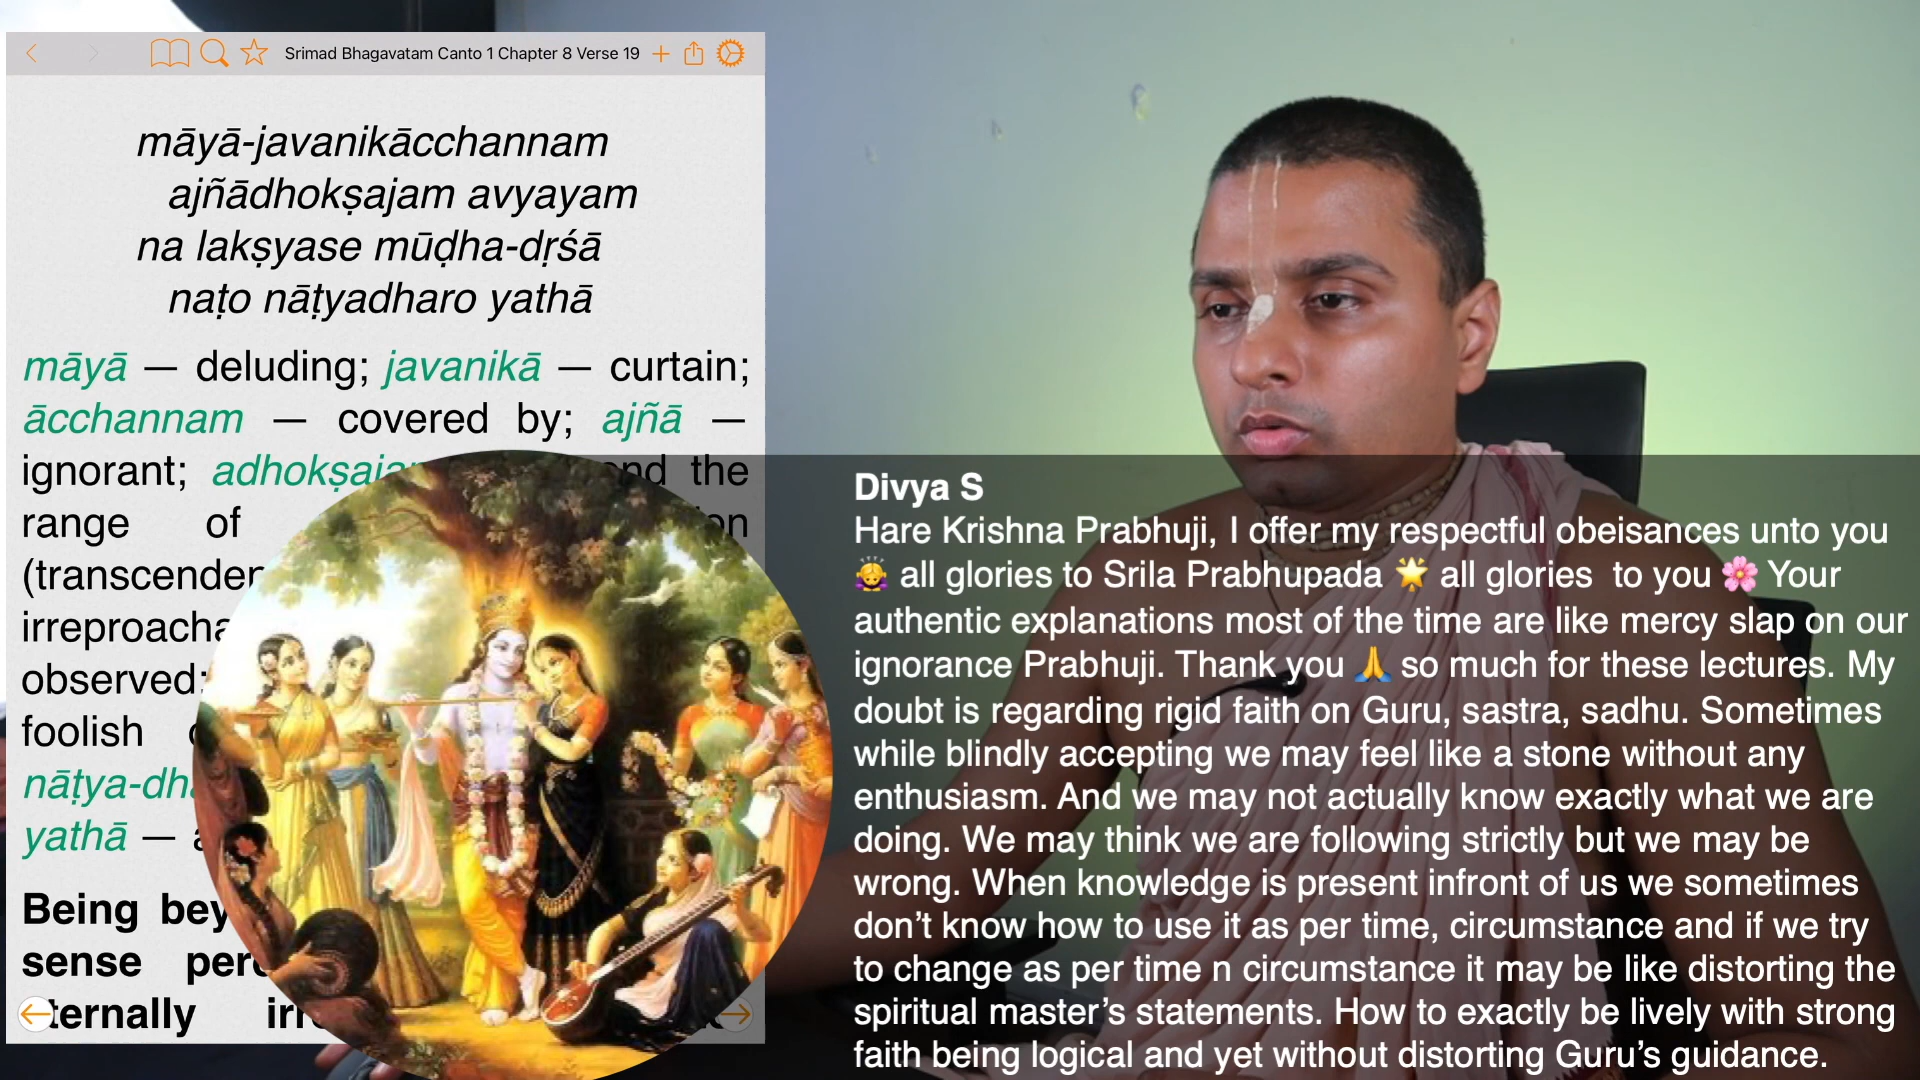 Srimad Bhagavatam Canto 1 Chapter 8 Verse 19
māyā-javanikācchannam
ajñādhokṣajam avyayam
na lakṣyase mūḍha-dṛśā
naṭo nāṭyadharo yathā
māyā — deluding; javanikā — curtain;
ācchannam — covered by; ajñā —
ignorant; the
range of
observed:
foolish
yathā —
Being
sense
Divya S
Hare Krishna Prabhuji, I offer my respectful obeisances unto you
🙇‍♀️ all glories to Srila Prabhupada 🌟 all glories to you 🌸 Your
authentic explanations most of the time are like mercy slap on our
ignorance Prabhuji. Thank you 🙏 so much for these lectures. My
doubt is regarding rigid faith on Guru, sastra, sadhu. Sometimes
while blindly accepting we may feel like a stone without any
enthusiasm. And we may not actually know exactly what we are
doing. We may think we are following strictly but we may be
wrong. When knowledge is present infront of us we sometimes
don’t know how to use it as per time, circumstance and if we try
to change as per time n circumstance it may be like distorting the
spiritual master’s statements. How to exactly be lively with strong
faith being logical and yet without distorting Guru’s guidance.